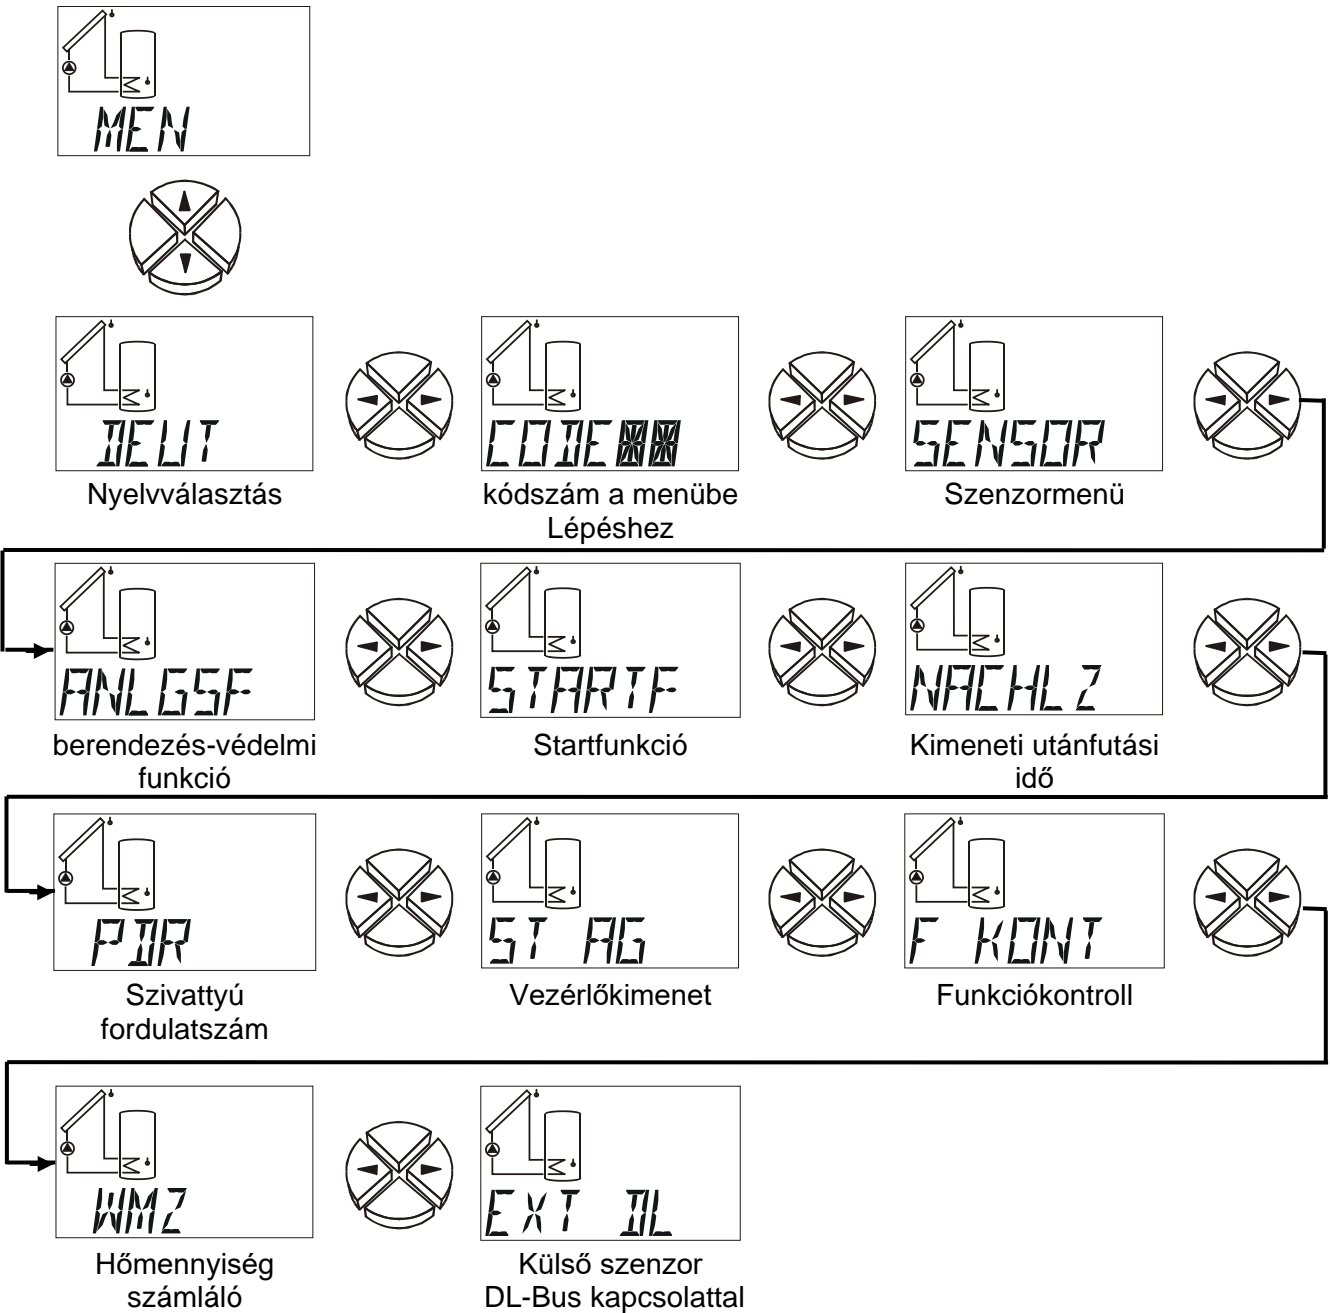 MEN
DEUT
CODE
SENSOR
Nyelvválasztás
kódszám a menübe
Lépéshez
Szenzormenü
ANLGSF
STARTF
NACHLZ
berendezés-védelmi
funkció
Startfunkció
Kimeneti utánfutási
idő
PDR
ST AG
F KONT
Szivattyú
fordulatszám
Vezérlőkimenet
Funkciókontroll
WMZ
EXT DL
Hőmennyiség
számláló
Külső szenzor
DL-Bus kapcsolattal